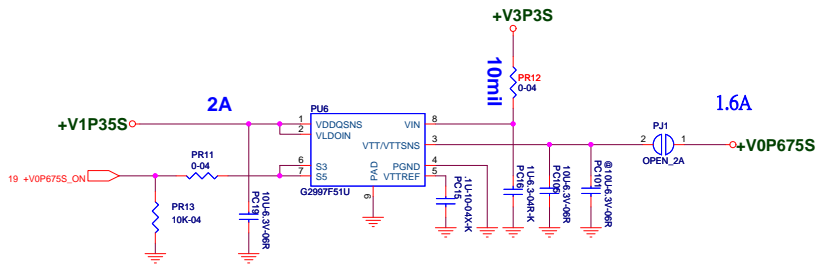 +V3P3S
10mil
PR12
0-04
1.6A
2A
PU6
+V1P35S
1
2
VDDQSNS
VLDOIN
VIN
8
VTT/VTTSNS
3
2
PJ1
1
OPEN_2A
+V0P675S
PR11
0-04
19 +V0P675S_ON
6
7
S3
S5
PAD
PGND
4
VTTREF
5
G2997F51U
9
PR13
10K-04
PC19
10U-6.3V-06R
PC15
.1U-10-04X-K
PC16
1U-6.3-04R-K
PC105
10U-6.3V-06R
PC101
@10U-6.3V-06R